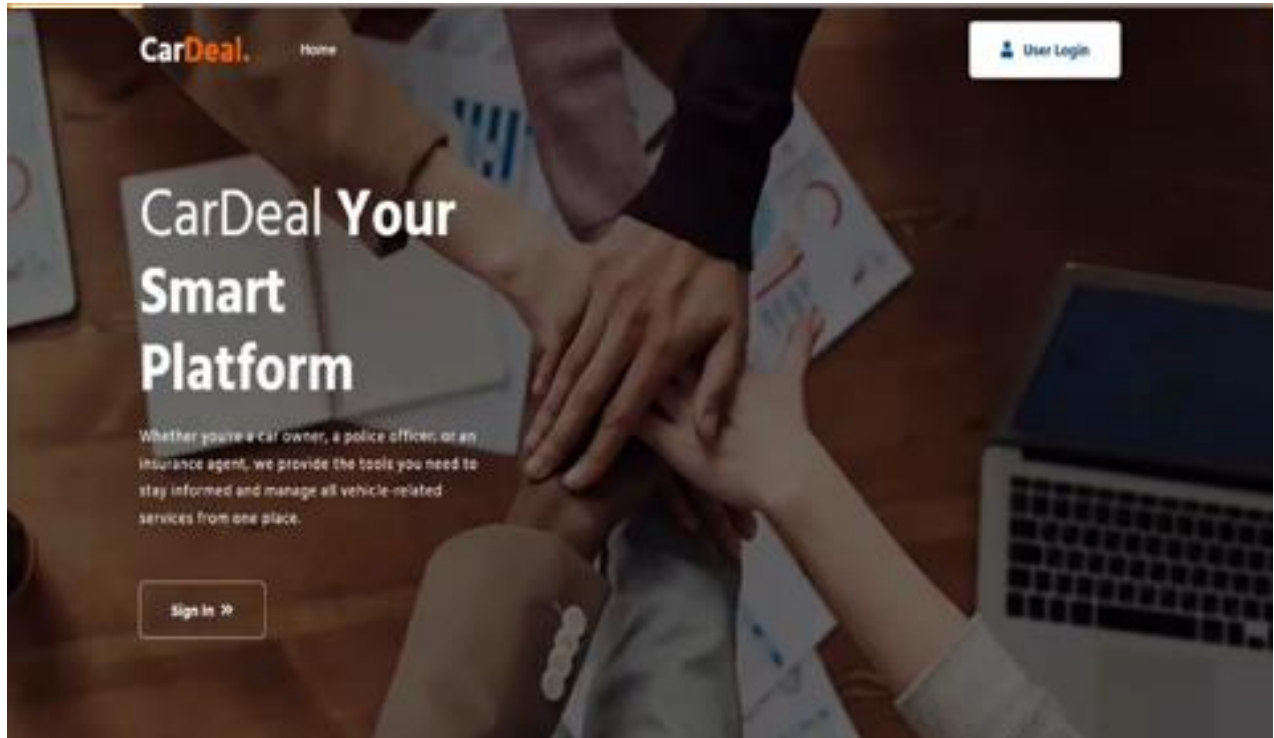 CarDeal.
Home
User Login
CarDeal Your
Smart
Platform
Whether you're a car owner, a police officer, or an
insurance agent, we provide the tools you need to
stay informed and manage all vehicle-related
services from one place.
Sign In »